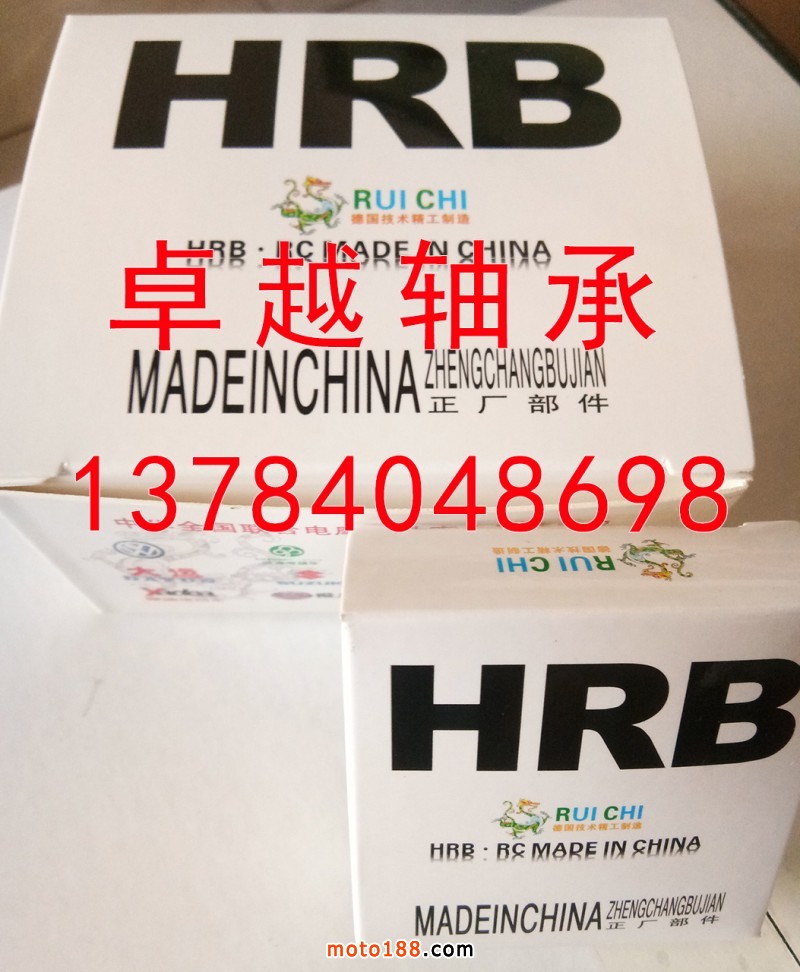 HRB
RUI CHI
德国技术精工制造
HRB · RC MADE IN CHINA
卓越轴承
MADEINCHINA ZHENGCHANGBUJIAN
正厂部件
13784048698
全国联
RUI CHI
德国技术精工制造
HRB
RUI CHI
德国技术精工制造
HRB · RC MADE IN CHINA
MADEINCHINA ZHENGCHANGBUJIAN
正厂部件
moto188.com